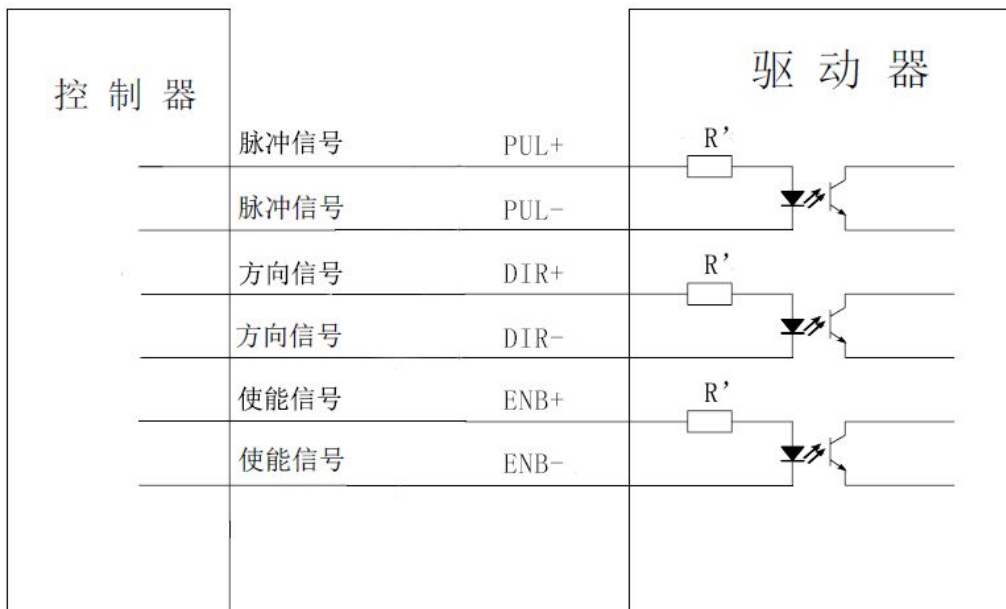 控制器
驱动器
脉冲信号 PUL+ R’
脉冲信号 PUL-
方向信号 DIR+ R’
方向信号 DIR-
使能信号 ENB+ R’
使能信号 ENB-